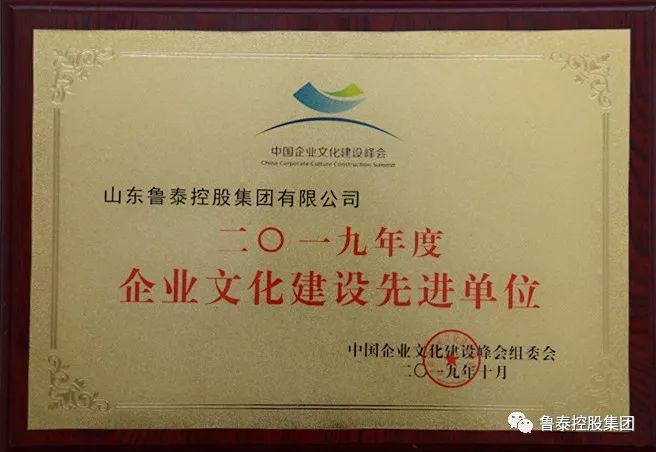 中国企业文化建设峰会
China Corporate Culture Construction Summit
山东鲁泰控股集团有限公司
二〇一九年度
企业文化建设先进单位
中国企业文化建设峰会组委会
二〇一九年十月
鲁泰控股集团